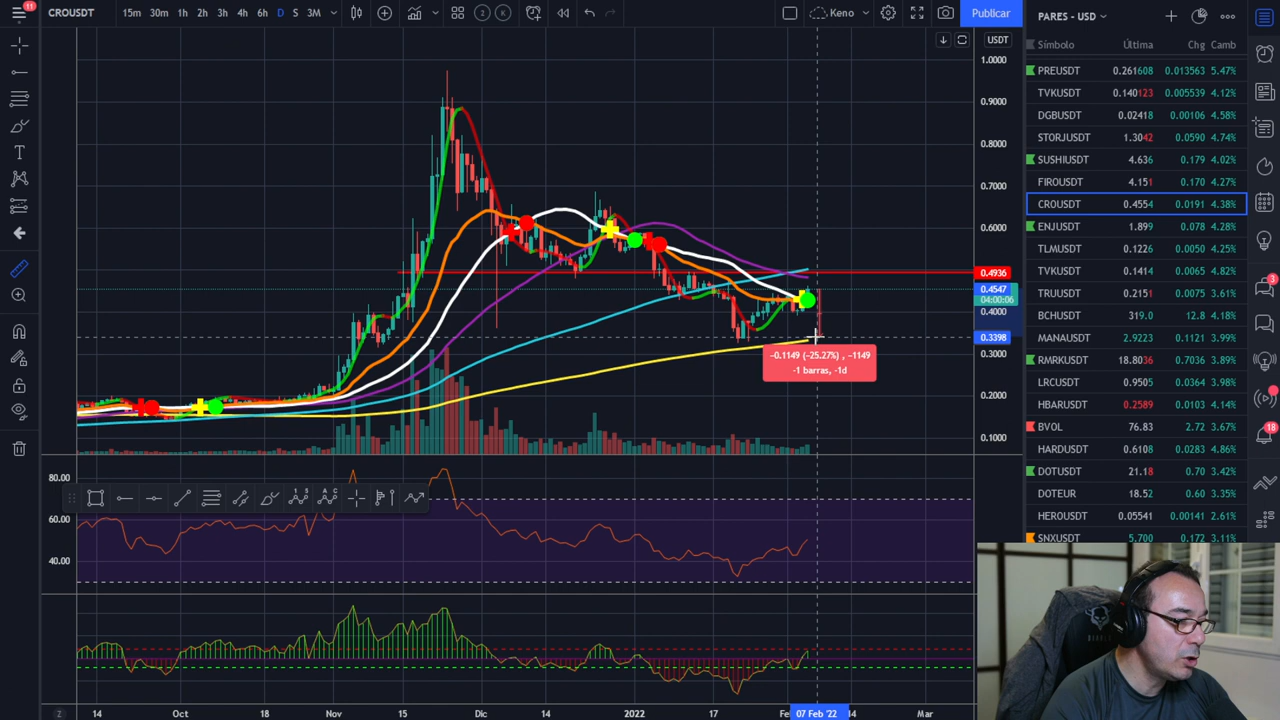 11
CROUSDT
15m 30m 1h 2h 3h 4h 6h D S 3M
Keno
Publicar
USDT
1.0000
0.9000
0.8000
0.7000
0.6000
0.4936
0.4547
04:00:06
0.4000
0.3398
0.3000
0.2000
0.1000
-0.1149 (-25.27%) , -1149
-1 barras, -1d
80.00
60.00
40.00
14 Oct 18 Nov 15 Dic 14 2022 17 Fe 07 Feb '22 14 Mar
Z
PARES - USD
Símbolo Última Chg Camb
PREUSDT 0.261608 0.013563 5.47%
TVKUSDT 0.140123 0.005539 4.12%
DGBUSDT 0.02418 0.00106 4.58%
STORJUSDT 1.3042 0.0590 4.74%
SUSHIUSDT 4.636 0.179 4.02%
FIROUSDT 4.151 0.170 4.27%
CROUSDT 0.4554 0.0191 4.38%
ENJUSDT 1.899 0.078 4.28%
TLMUSDT 0.1226 0.0050 4.25%
TVKUSDT 0.1414 0.0065 4.82%
TRUUSDT 0.2151 0.0075 3.61%
BCHUSDT 319.0 12.8 4.18%
MANAUSDT 2.9223 0.1121 3.99%
RMRKUSDT 18.8036 0.7036 3.89%
LRCUSDT 0.9505 0.0364 3.98%
HBARUSDT 0.2589 0.0103 4.14%
BVOL 76.83 2.72 3.67%
HARDUSDT 0.6108 0.0283 4.86%
DOTUSDT 21.18 0.70 3.42%
DOTEUR 18.52 0.60 3.35%
HEROUSDT 0.05541 0.00141 2.61%
SNXUSDT 5.700 0.172 3.11%
3
18